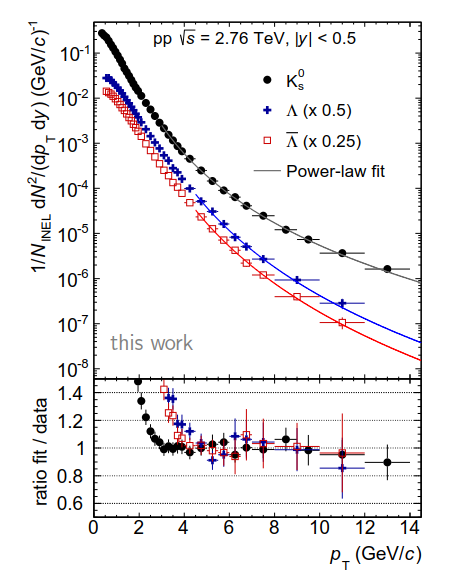 pp √s = 2.76 TeV, |y| < 0.5
K⁰ₛ
Λ (x 0.5)
Λ̅ (x 0.25)
Power-law fit
this work
1/N_INEL dN²/(dp_T dy) (GeV/c)⁻¹
10⁻¹
10⁻²
10⁻³
10⁻⁴
10⁻⁵
10⁻⁶
10⁻⁷
10⁻⁸
ratio fit / data
1.4
1.2
1
0.8
0.6
0 2 4 6 8 10 12 14
p_T (GeV/c)